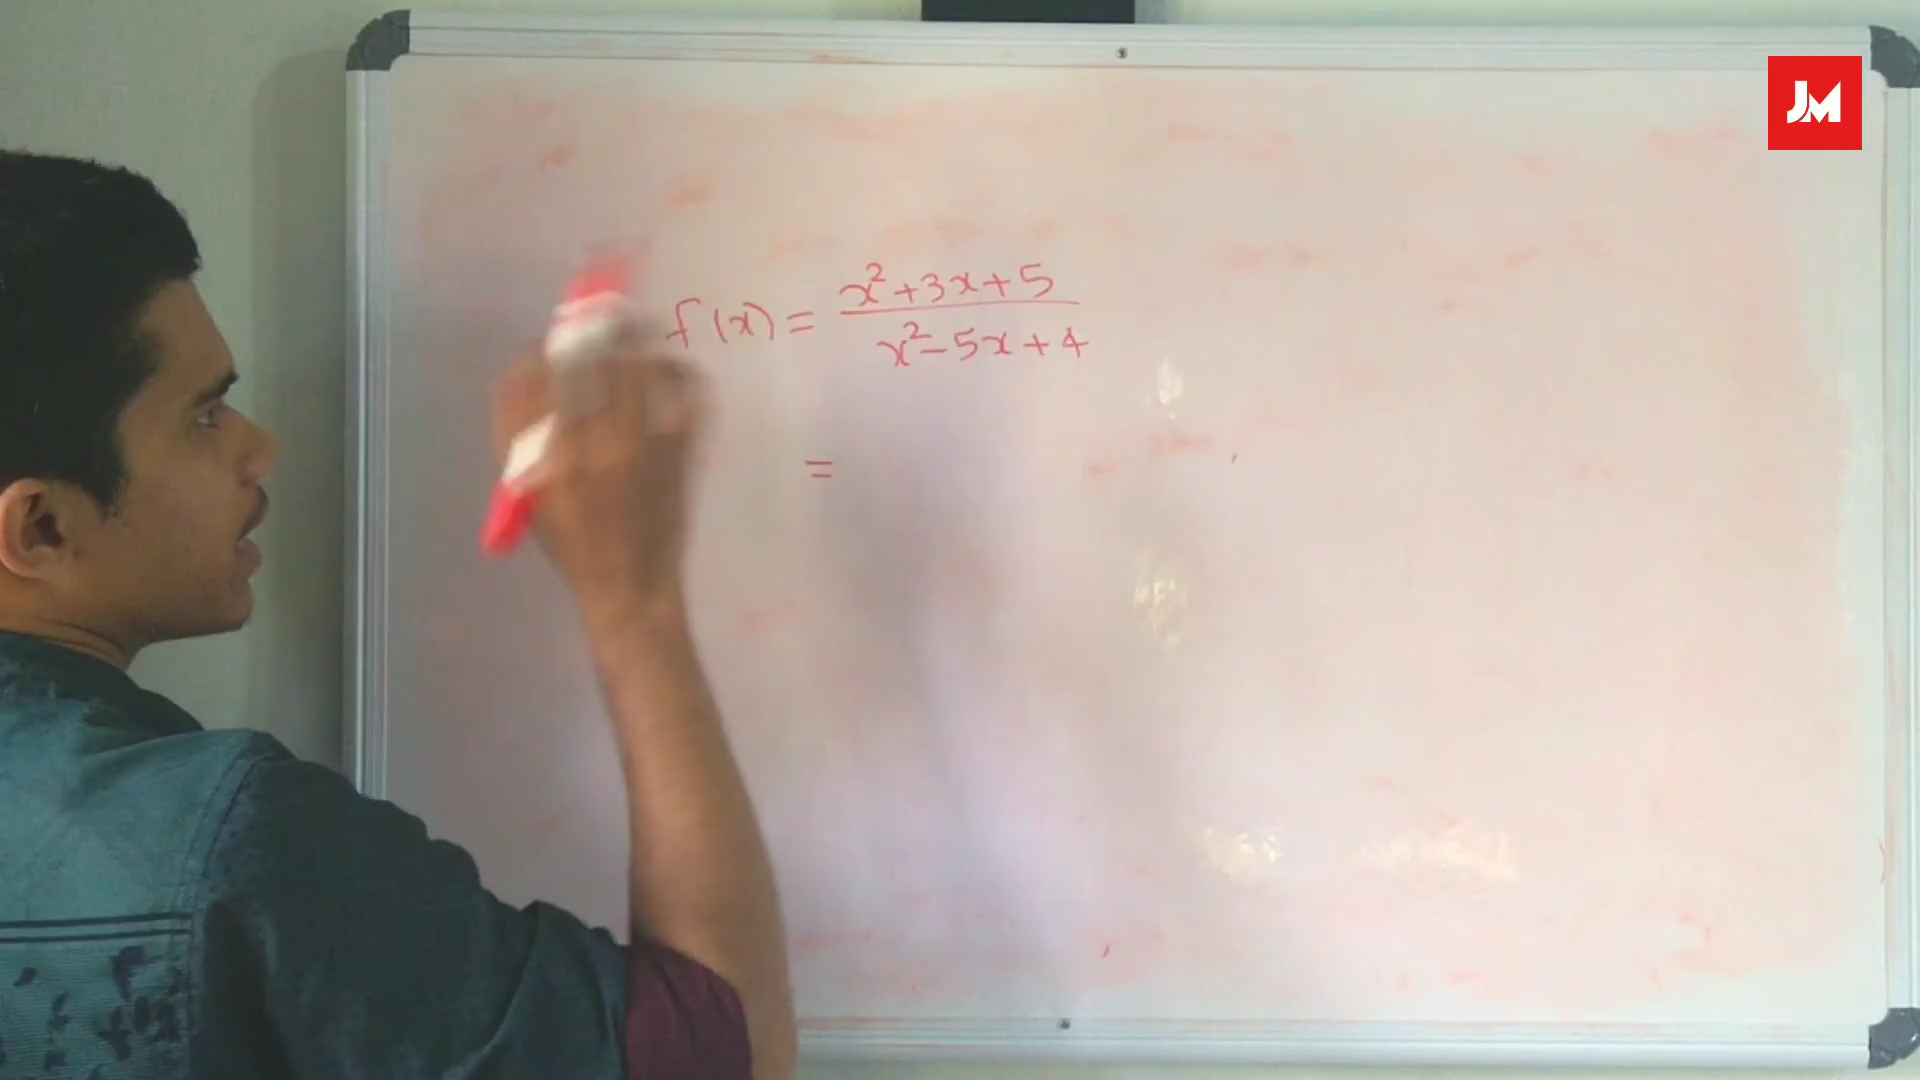 JM
f(x) = x²+3x+5 / x²-5x+4
=